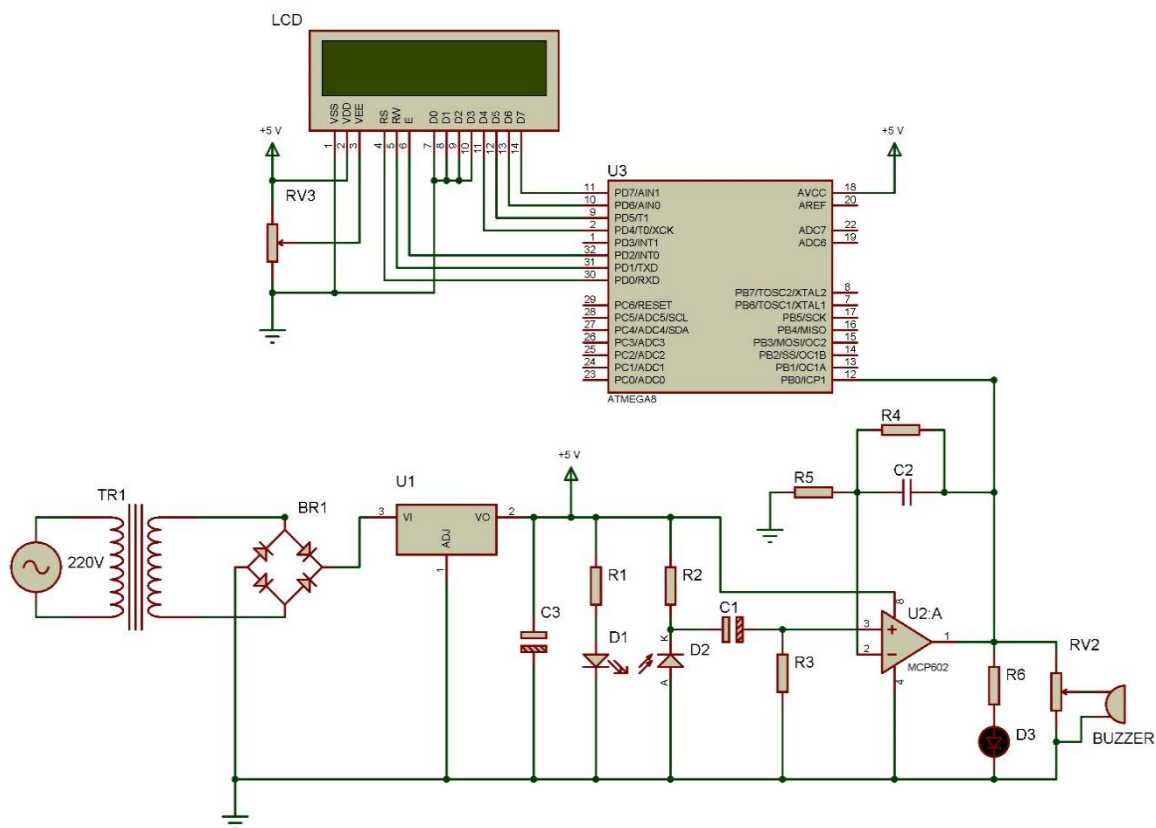 LCD
VSS
VDD
VEE
RS
RW
E
D0
D1
D2
D3
D4
D5
D6
D7
1
2
3
4
5
6
7
8
9
10
11
12
13
14
+5 V
RV3
+5 V
U3
11 PD7/AIN1
10 PD6/AIN0
9 PD5/T1
2 PD4/T0/XCK
1 PD3/INT1
32 PD2/INT0
31 PD1/TXD
30 PD0/RXD
29 PC6/RESET
28 PC5/ADC5/SCL
27 PC4/ADC4/SDA
26 PC3/ADC3
25 PC2/ADC2
24 PC1/ADC1
23 PC0/ADC0
AVCC 18
AREF 20
ADC7 22
ADC6 19
PB7/TOSC2/XTAL2 8
PB6/TOSC1/XTAL1 7
PB5/SCK 17
PB4/MISO 16
PB3/MOSI/OC2 15
PB2/SS/OC1B 14
PB1/OC1A 13
PB0/ICP1 12
ATMEGA8
R4
C2
R5
+5 V
TR1
220V
BR1
U1
3 VI
VO 2
ADJ
1
C3
R1
D1
R2
K
D2
A
C1
R3
U2:A
8
3
+
2
−
1
4
MCP602
R6
D3
RV2
BUZZER